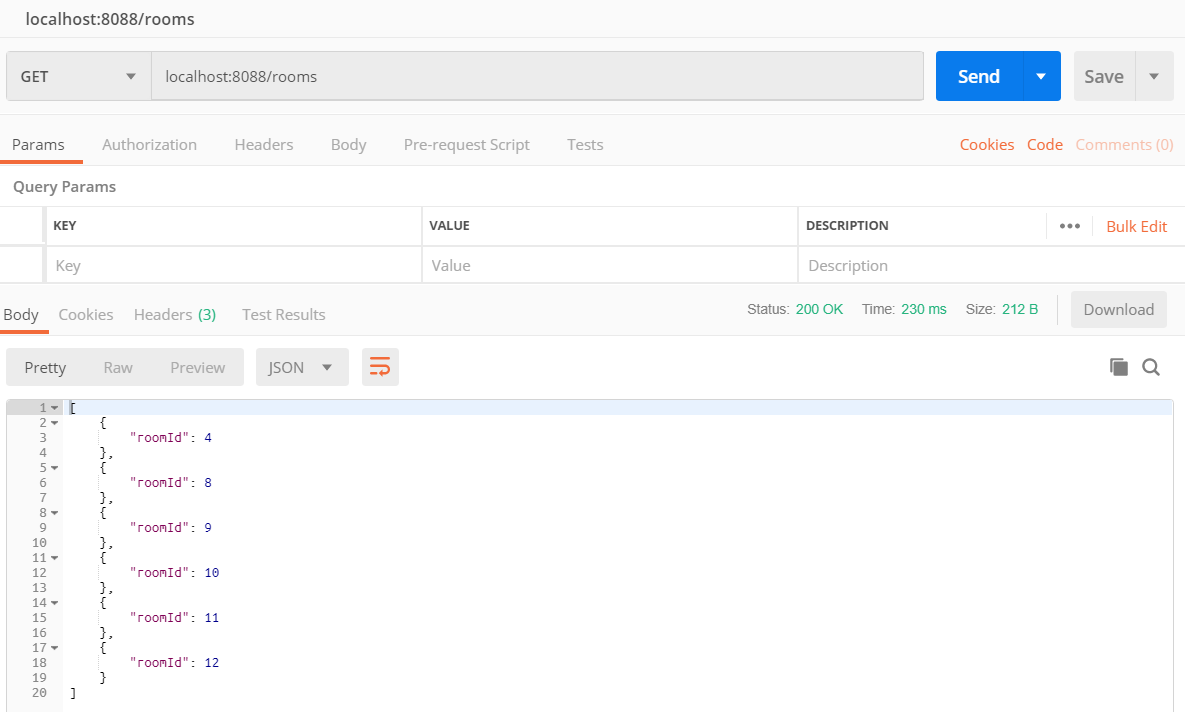 localhost:8088/rooms
GET localhost:8088/rooms Send Save
Params Authorization Headers Body Pre-request Script Tests Cookies Code Comments (0)
Query Params
KEY VALUE DESCRIPTION ••• Bulk Edit
Key Value Description
Body Cookies Headers (3) Test Results Status: 200 OK Time: 230 ms Size: 212 B Download
Pretty Raw Preview JSON
1 [
2 {
3 "roomId": 4
4 },
5 {
6 "roomId": 8
7 },
8 {
9 "roomId": 9
10 },
11 {
12 "roomId": 10
13 },
14 {
15 "roomId": 11
16 },
17 {
18 "roomId": 12
19 }
20 ]